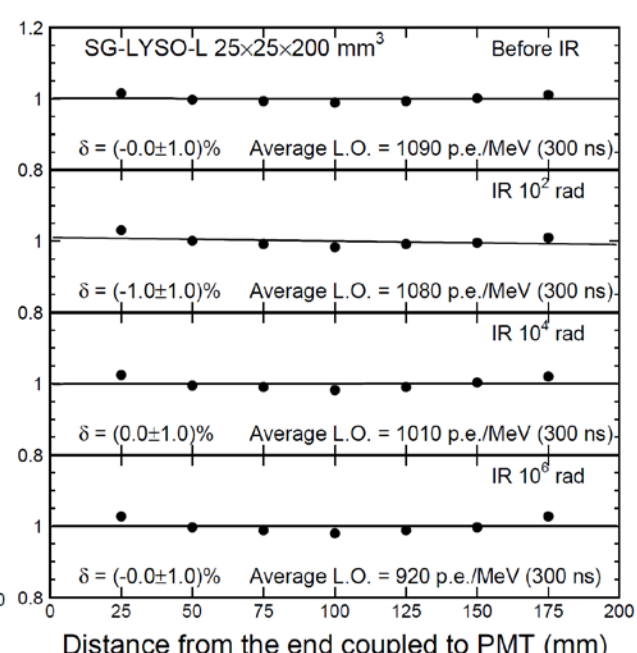 1.2
SG-LYSO-L 25×25×200 mm³ Before IR
1
δ = (-0.0±1.0)% Average L.O. = 1090 p.e./MeV (300 ns)
0.8
IR 10² rad
1
δ = (-1.0±1.0)% Average L.O. = 1080 p.e./MeV (300 ns)
0.8
IR 10⁴ rad
1
δ = (0.0±1.0)% Average L.O. = 1010 p.e./MeV (300 ns)
0.8
IR 10⁶ rad
1
δ = (-0.0±1.0)% Average L.O. = 920 p.e./MeV (300 ns)
0 0.8
0 25 50 75 100 125 150 175 200
Distance from the end coupled to PMT (mm)